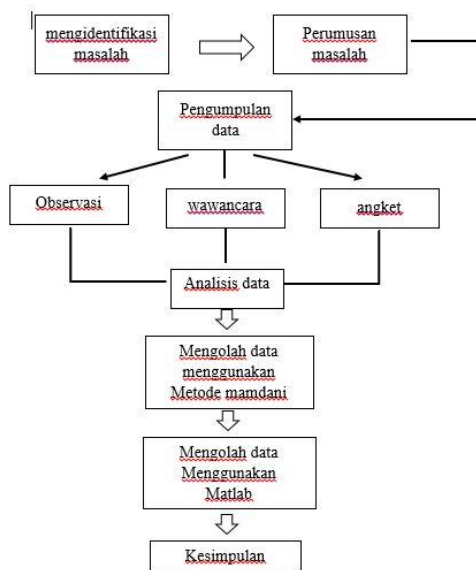 mengidentifikasi
masalah
Perumusan
masalah
Pengumpulan
data
Observasi
wawancara
angket
Analisis data
Mengolah data
menggunakan
Metode mamdani
Mengolah data
Menggunakan
Matlab
Kesimpulan